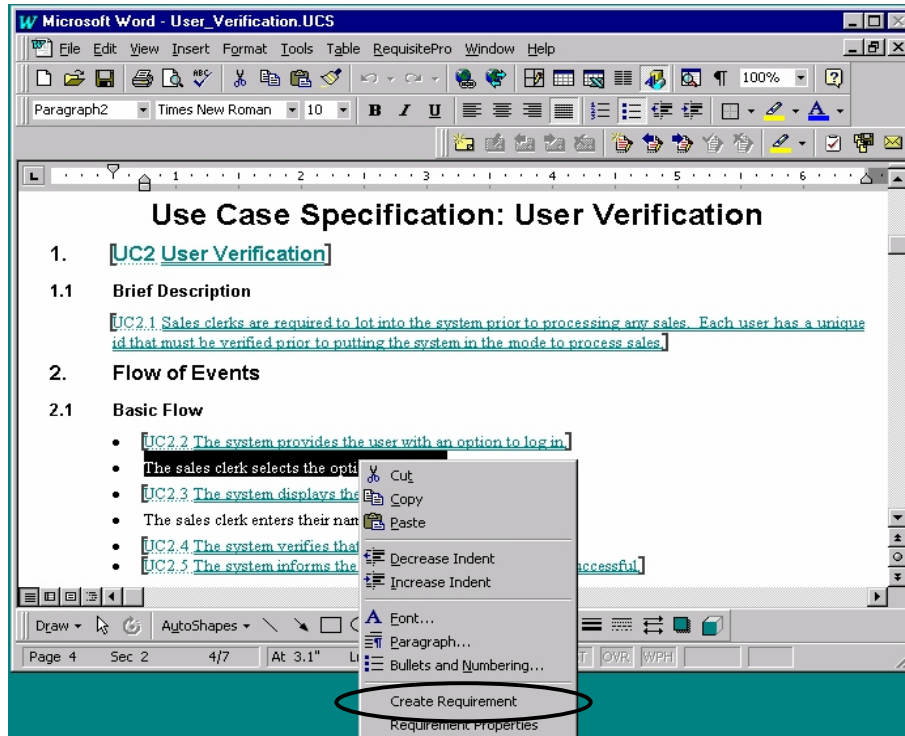 Microsoft Word - User_Verification.UCS
File Edit View Insert Format Tools Table RequisitePro Window Help
100%
Paragraph2 Times New Roman 10 B I U A
1 2 3 4 5 6
Use Case Specification: User Verification
1. [UC2 User Verification]
1.1 Brief Description
[UC2.1 Sales clerks are required to lot into the system prior to processing any sales. Each user has a unique
id that must be verified prior to putting the system in the mode to process sales.]
2. Flow of Events
2.1 Basic Flow
• [UC2.2 The system provides the user with an option to log in.]
• The sales clerk selects the opti
• [UC2.3 The system displays the
• The sales clerk enters their nam
• [UC2.4 The system verifies that
• [UC2.5 The system informs the ccessful.]
Cut
Copy
Paste
Decrease Indent
Increase Indent
Font...
Paragraph...
Bullets and Numbering...
Create Requirement
Requirement Properties
Draw AutoShapes
Page 4 Sec 2 4/7 At 3.1" OVR WPH